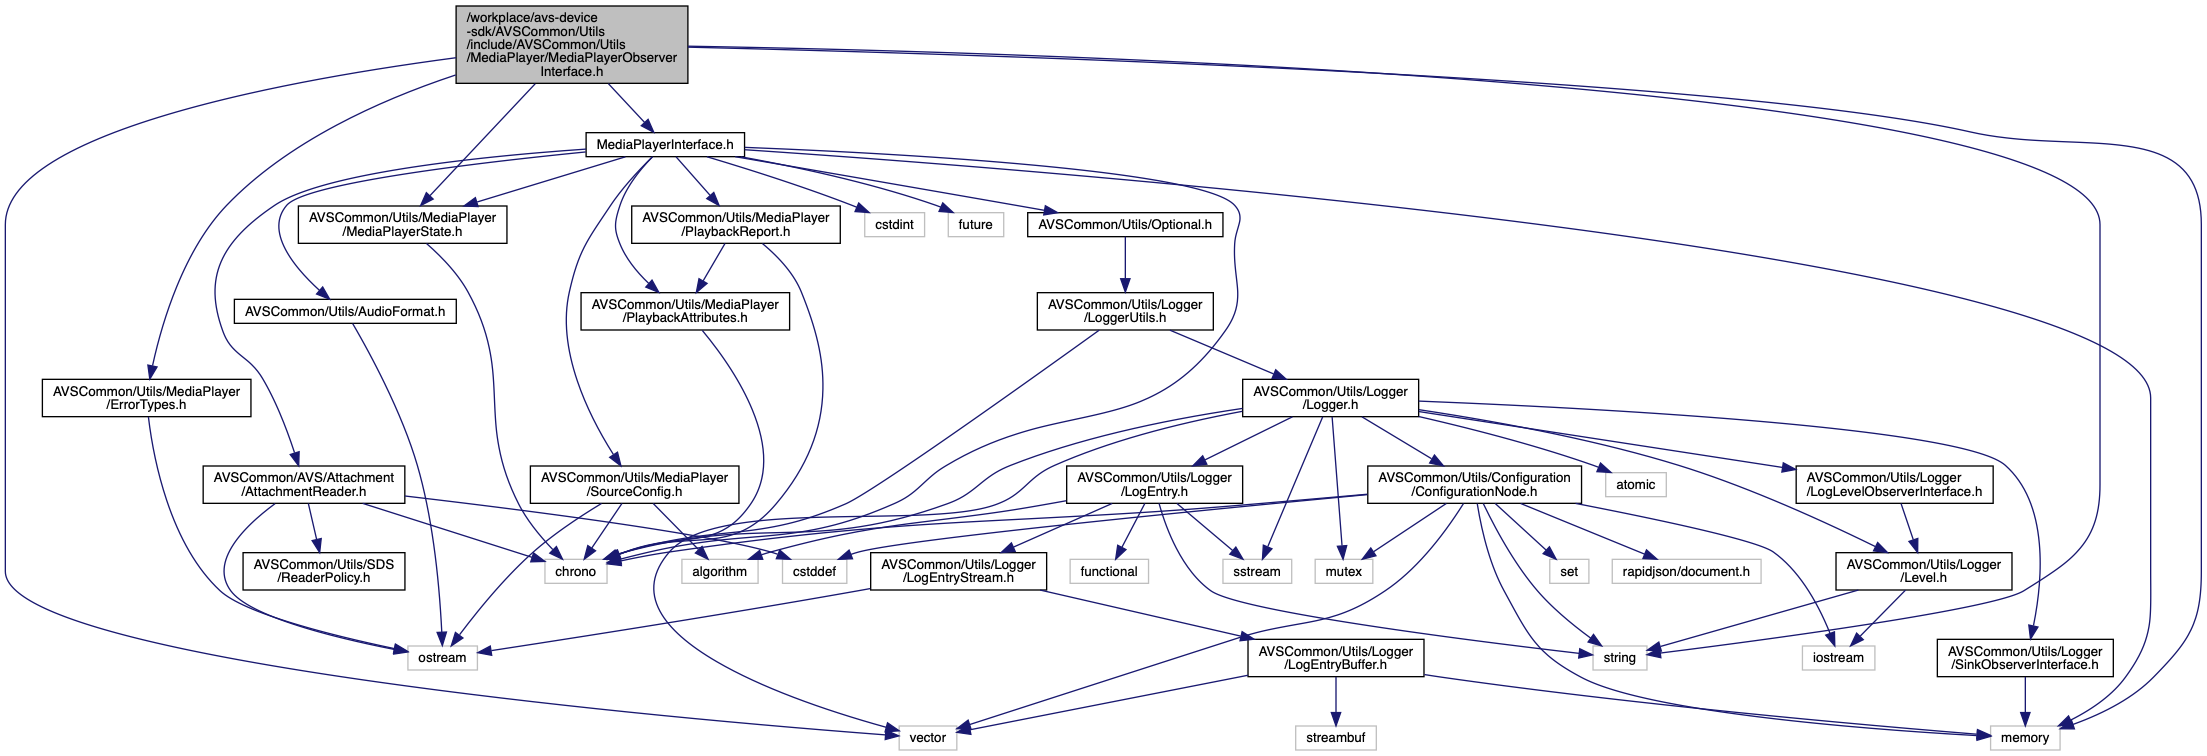 /workplace/avs-device
-sdk/AVSCommon/Utils
/include/AVSCommon/Utils
/MediaPlayer/MediaPlayerObserver
Interface.h
MediaPlayerInterface.h
AVSCommon/Utils/MediaPlayer
/MediaPlayerState.h
AVSCommon/Utils/MediaPlayer
/PlaybackReport.h
cstdint
future
AVSCommon/Utils/Optional.h
AVSCommon/Utils/AudioFormat.h
AVSCommon/Utils/MediaPlayer
/PlaybackAttributes.h
AVSCommon/Utils/Logger
/LoggerUtils.h
AVSCommon/Utils/MediaPlayer
/ErrorTypes.h
AVSCommon/Utils/Logger
/Logger.h
AVSCommon/AVS/Attachment
/AttachmentReader.h
AVSCommon/Utils/MediaPlayer
/SourceConfig.h
AVSCommon/Utils/Logger
/LogEntry.h
AVSCommon/Utils/Configuration
/ConfigurationNode.h
atomic
AVSCommon/Utils/Logger
/LogLevelObserverInterface.h
AVSCommon/Utils/SDS
/ReaderPolicy.h
chrono
algorithm
cstddef
AVSCommon/Utils/Logger
/LogEntryStream.h
functional
sstream
mutex
set
rapidjson/document.h
AVSCommon/Utils/Logger
/Level.h
ostream
AVSCommon/Utils/Logger
/LogEntryBuffer.h
string
iostream
AVSCommon/Utils/Logger
/SinkObserverInterface.h
vector
streambuf
memory